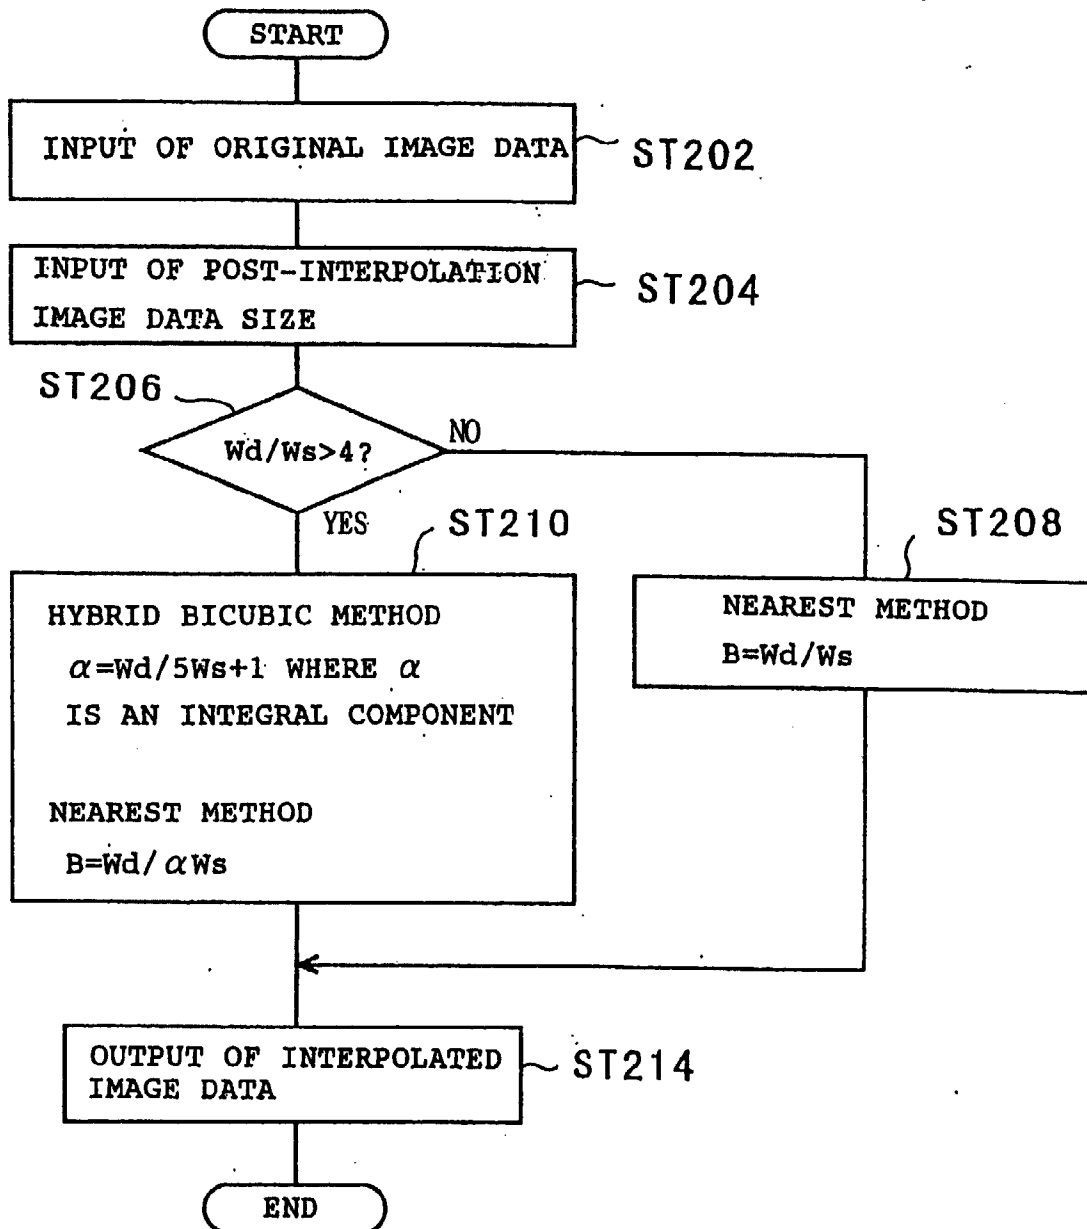 START
INPUT OF ORIGINAL IMAGE DATA
ST202
INPUT OF POST-INTERPOLATION
IMAGE DATA SIZE
ST204
ST206
Wd/Ws>4?
NO
YES
ST210
ST208
HYBRID BICUBIC METHOD
α=Wd/5Ws+1 WHERE α
IS AN INTEGRAL COMPONENT
NEAREST METHOD
B=Wd/αWs
NEAREST METHOD
B=Wd/Ws
OUTPUT OF INTERPOLATED
IMAGE DATA
ST214
END